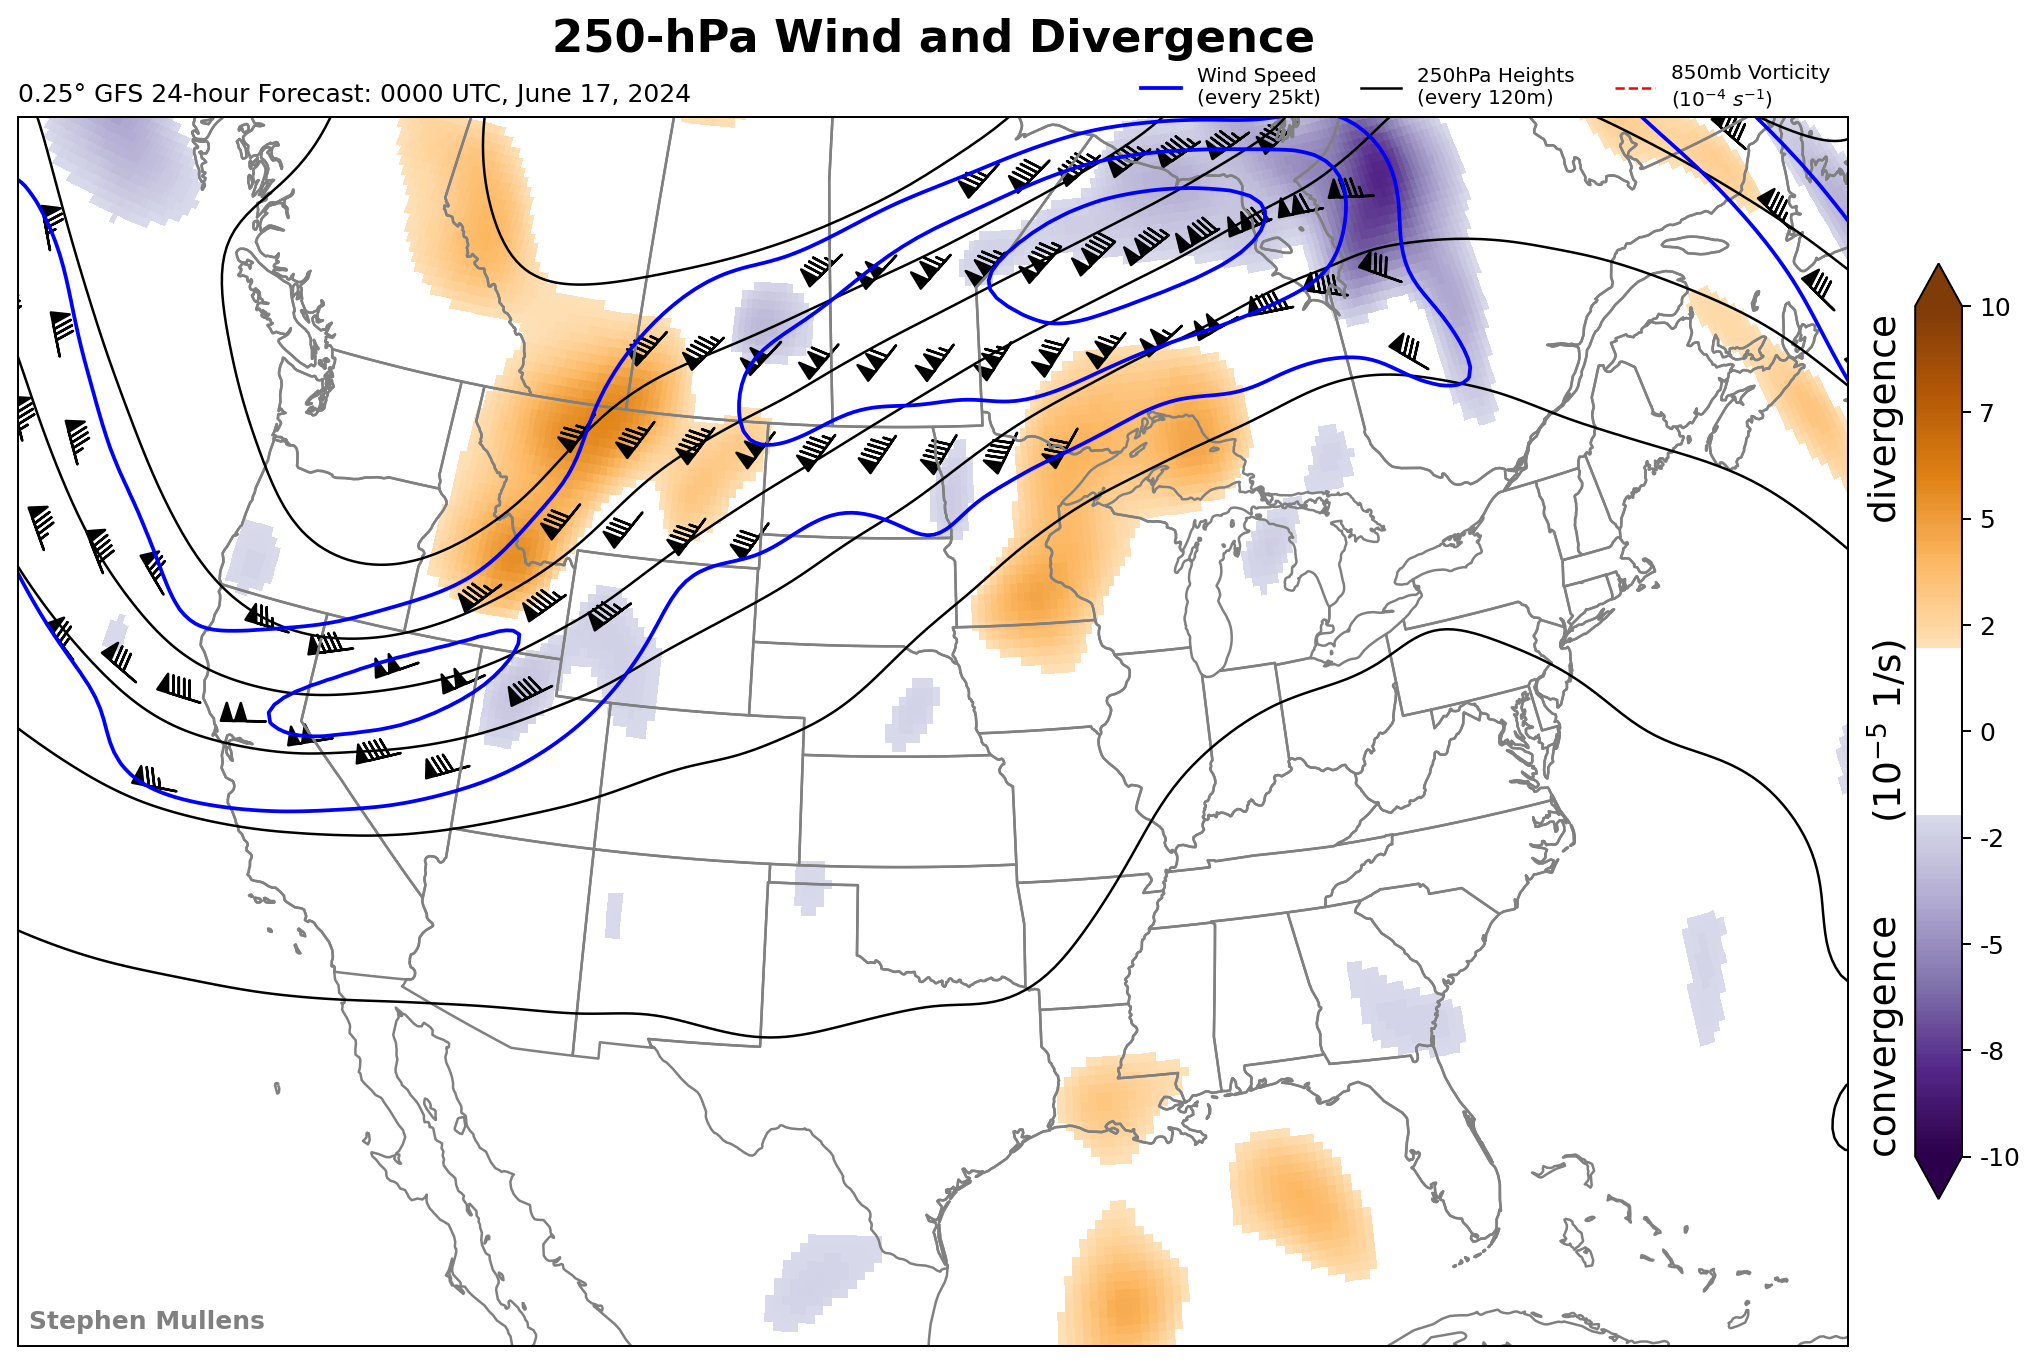 250-hPa Wind and Divergence
0.25° GFS 24-hour Forecast: 0000 UTC, June 17, 2024
Wind Speed
(every 25kt)
250hPa Heights
(every 120m)
850mb Vorticity
(10⁻⁴ s⁻¹)
10
7
5
2
0
-2
-5
-8
-10
convergence (10⁻⁵ 1/s) divergence
Stephen Mullens